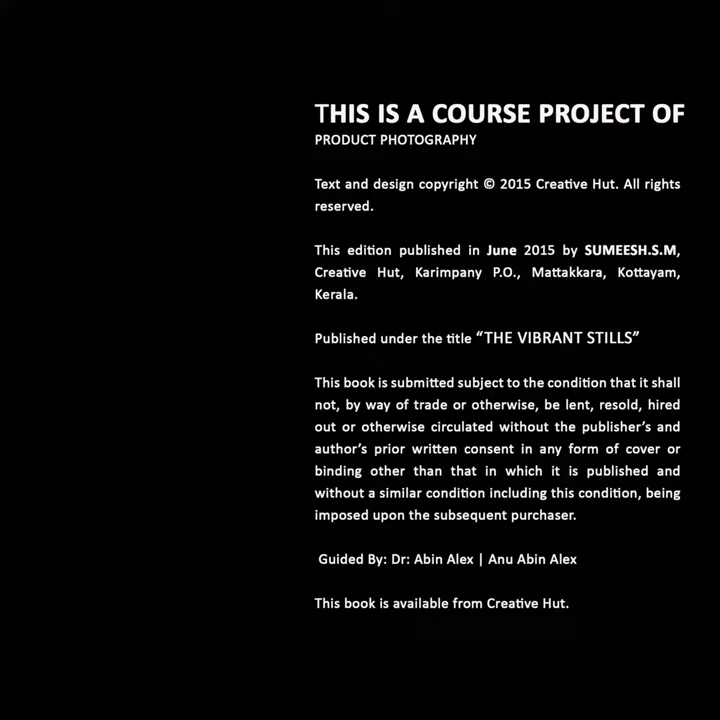 THIS IS A COURSE PROJECT OF
PRODUCT PHOTOGRAPHY
Text and design copyright © 2015 Creative Hut. All rights
reserved.
This edition published in June 2015 by SUMEESH.S.M,
Creative Hut, Karimpany P.O., Mattakkara, Kottayam,
Kerala.
Published under the title “THE VIBRANT STILLS”
This book is submitted subject to the condition that it shall
not, by way of trade or otherwise, be lent, resold, hired
out or otherwise circulated without the publisher’s and
author’s prior written consent in any form of cover or
binding other than that in which it is published and
without a similar condition including this condition, being
imposed upon the subsequent purchaser.
Guided By: Dr: Abin Alex | Anu Abin Alex
This book is available from Creative Hut.